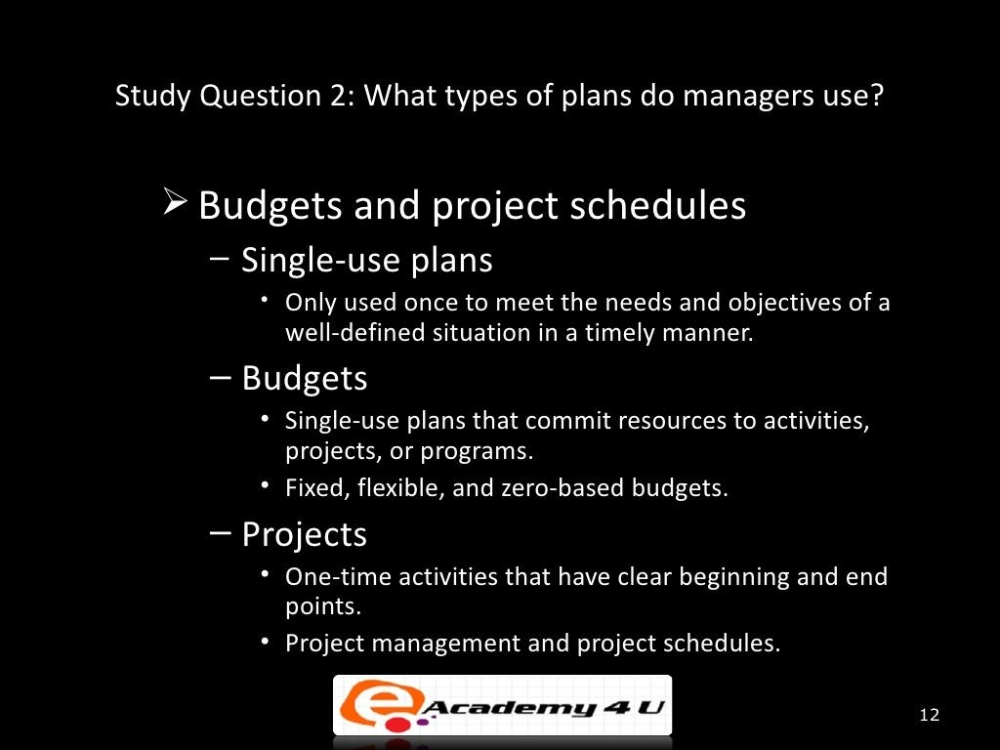 Study Question 2: What types of plans do managers use?
➢ Budgets and project schedules
– Single-use plans
• Only used once to meet the needs and objectives of a
well-defined situation in a timely manner.
– Budgets
• Single-use plans that commit resources to activities,
projects, or programs.
• Fixed, flexible, and zero-based budgets.
– Projects
• One-time activities that have clear beginning and end
points.
• Project management and project schedules.
e Academy 4 U
12